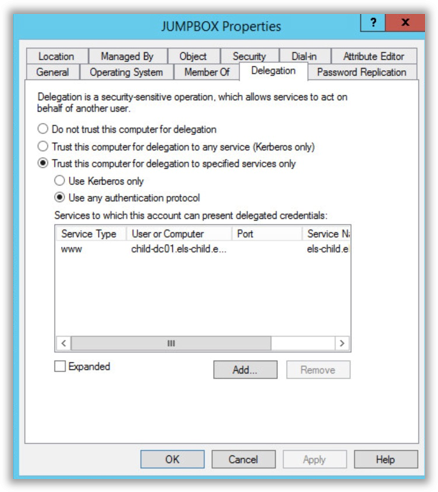 JUMPBOX Properties
? x
Location Managed By Object Security Dial-in Attribute Editor
General Operating System Member Of Delegation Password Replication
Delegation is a security-sensitive operation, which allows services to act on
behalf of another user.
Do not trust this computer for delegation
Trust this computer for delegation to any service (Kerberos only)
Trust this computer for delegation to specified services only
Use Kerberos only
Use any authentication protocol
Services to which this account can present delegated credentials:
Service Type User or Computer Port Service Na
www child-dc01.els-child.e... els-child.e
Expanded
Add... Remove
OK Cancel Apply Help